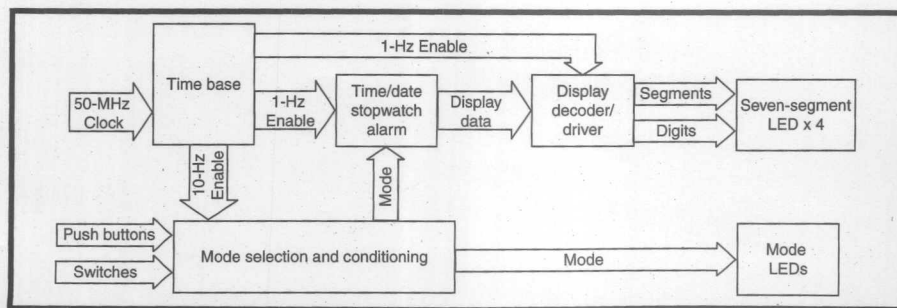 1-Hz Enable
Time base
50-MHz
Clock
1-Hz
Enable
Time/date
stopwatch
alarm
Display
data
Display
decoder/
driver
Segments
Digits
Seven-segment
LED x 4
10-Hz
Enable
Mode
Push buttons
Switches
Mode selection and conditioning
Mode
Mode
LEDs